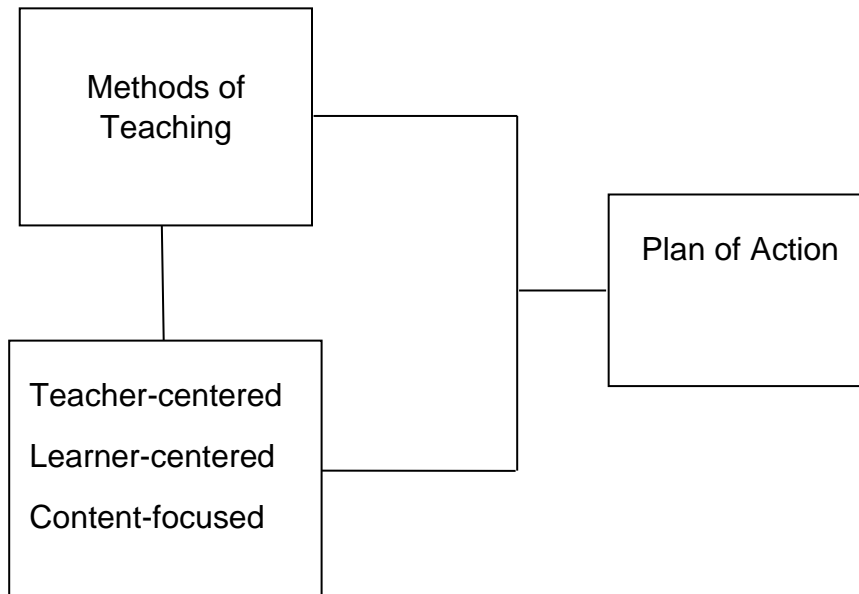 Methods of
Teaching
Plan of Action
Teacher-centered
Learner-centered
Content-focused